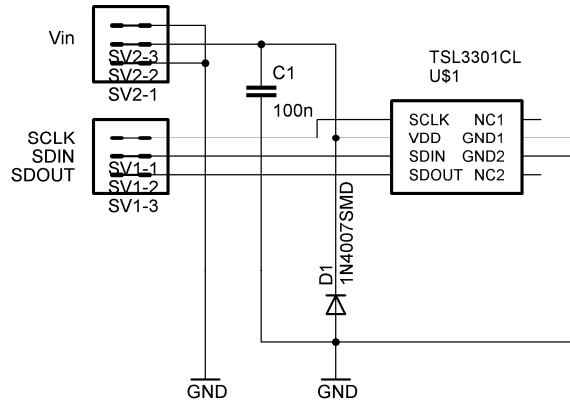 Vin
SV2-3
SV2-2
SV2-1
C1
100n
TSL3301CL
U$1
SCLK NC1
VDD GND1
SDIN GND2
SDOUT NC2
SCLK
SDIN
SDOUT
SV1-1
SV1-2
SV1-3
D1
1N4007SMD
GND
GND